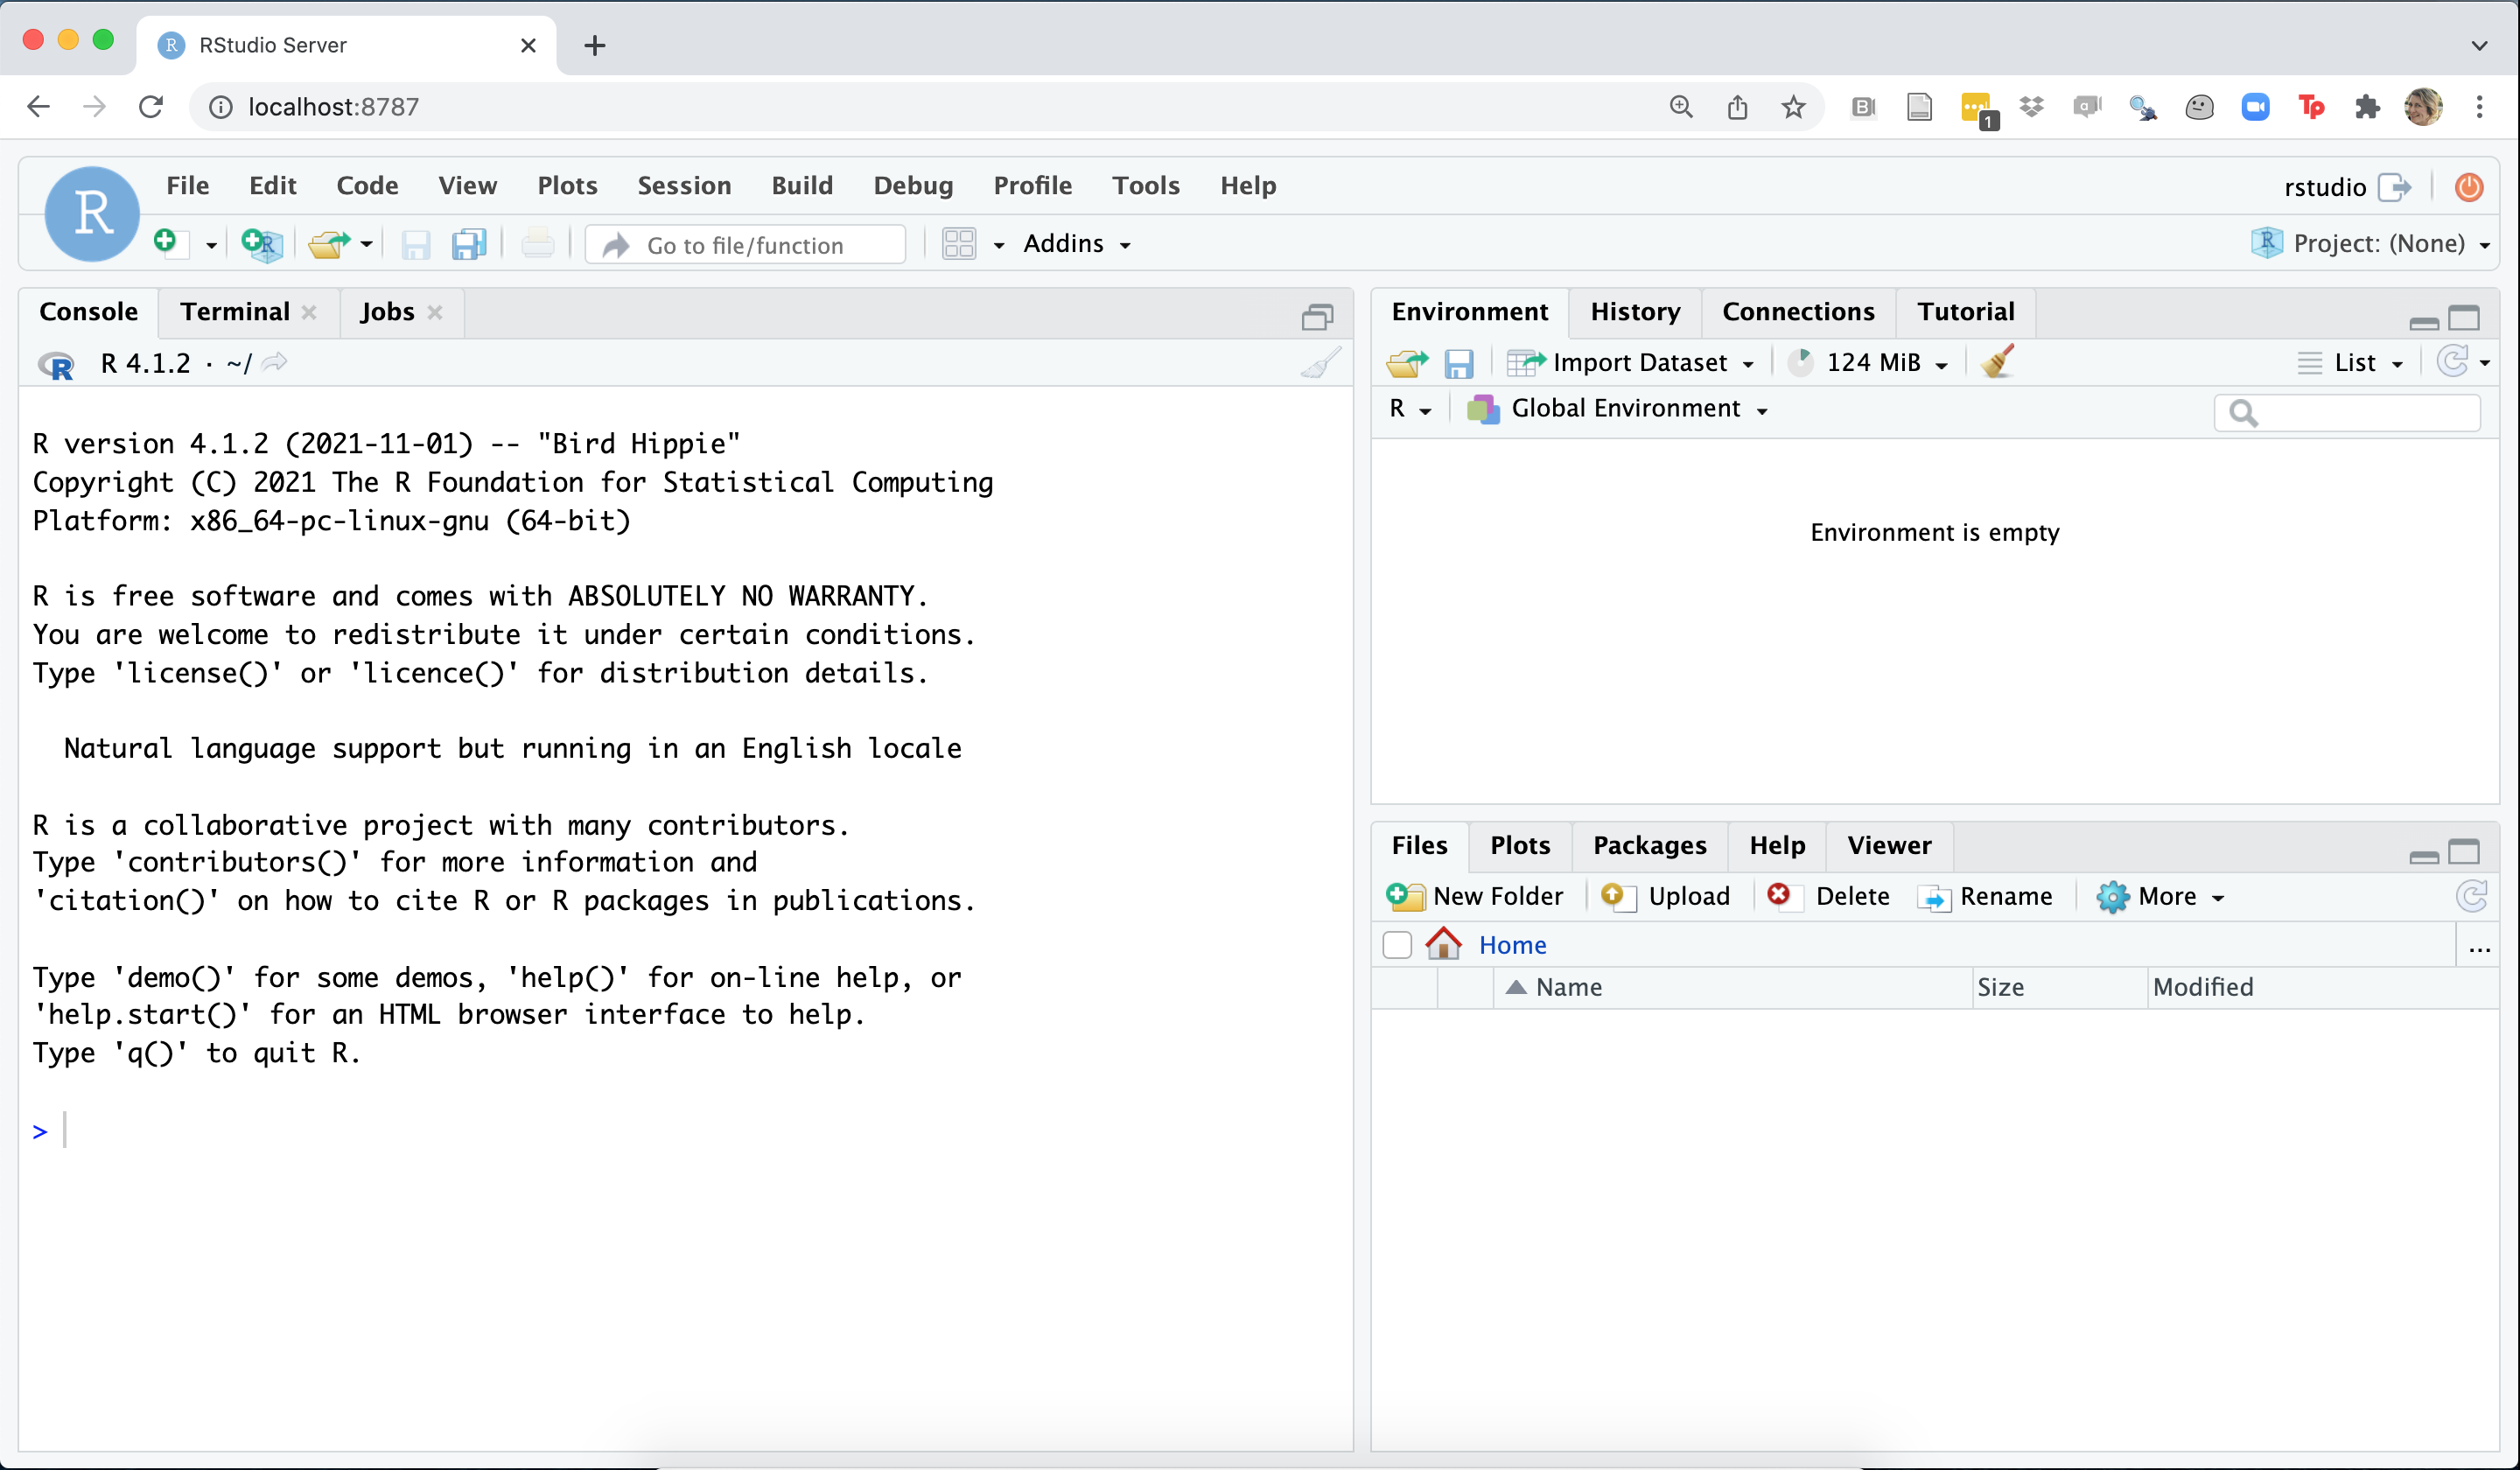 RStudio Server
localhost:8787
1
File Edit Code View Plots Session Build Debug Profile Tools Help
rstudio
Go to file/function
Addins
Project: (None)
Console Terminal Jobs
R 4.1.2 · ~/
R version 4.1.2 (2021-11-01) -- "Bird Hippie"
Copyright (C) 2021 The R Foundation for Statistical Computing
Platform: x86_64-pc-linux-gnu (64-bit)
R is free software and comes with ABSOLUTELY NO WARRANTY.
You are welcome to redistribute it under certain conditions.
Type 'license()' or 'licence()' for distribution details.
Natural language support but running in an English locale
R is a collaborative project with many contributors.
Type 'contributors()' for more information and
'citation()' on how to cite R or R packages in publications.
Type 'demo()' for some demos, 'help()' for on-line help, or
'help.start()' for an HTML browser interface to help.
Type 'q()' to quit R.
>
Environment History Connections Tutorial
Import Dataset 124 MiB List
R Global Environment
Environment is empty
Files Plots Packages Help Viewer
New Folder Upload Delete Rename More
Home ...
Name Size Modified